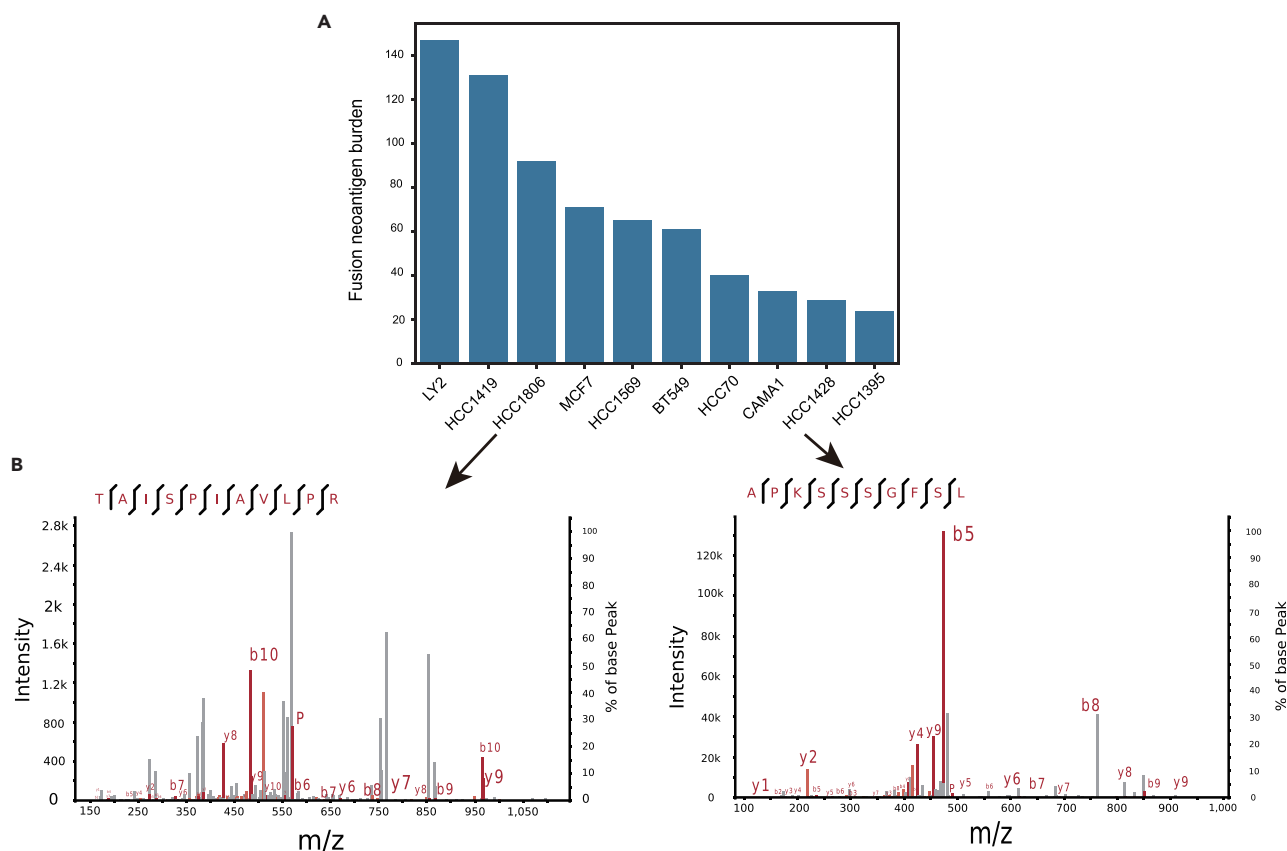 A
Fusion neoantigen burden
140
120
100
80
60
40
20
0
LY2
HCC1419
HCC1806
MCF7
HCC1569
BT549
HCC70
CAMA1
HCC1428
HCC1395
B
T A I S P I A V L P R
2.8k
2.4k
2k
1.6k
1.2k
800
400
0
Intensity
100
90
80
70
60
50
40
30
20
10
0
% of base Peak
b10
P
y8
b10
y2
b7
y9
y10
b6
b7
y6
b8
y7
y8
b9
y9
150 250 350 450 550 650 750 850 950 1,050
m/z
A P K S S S G F S L
120k
100k
80k
60k
40k
20k
0
Intensity
100
90
80
70
60
50
40
30
20
10
0
% of base Peak
b5
b8
y4
y9
y2
y1
b5
y5
b6
y6
b7
y7
y8
b9
y9
P
100 200 300 400 500 600 700 800 900 1,000
m/z